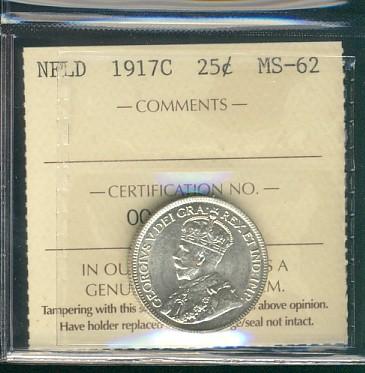 NFLD 1917C 25¢ MS-62
— COMMENTS —
— CERTIFICATION NO. —
00
GEORGIVS V DEI GRA: REX ET IND: IMP:
IN OU A
GENU M.
Tampering with this s above opinion.
Have holder replaced ge/seal not intact.